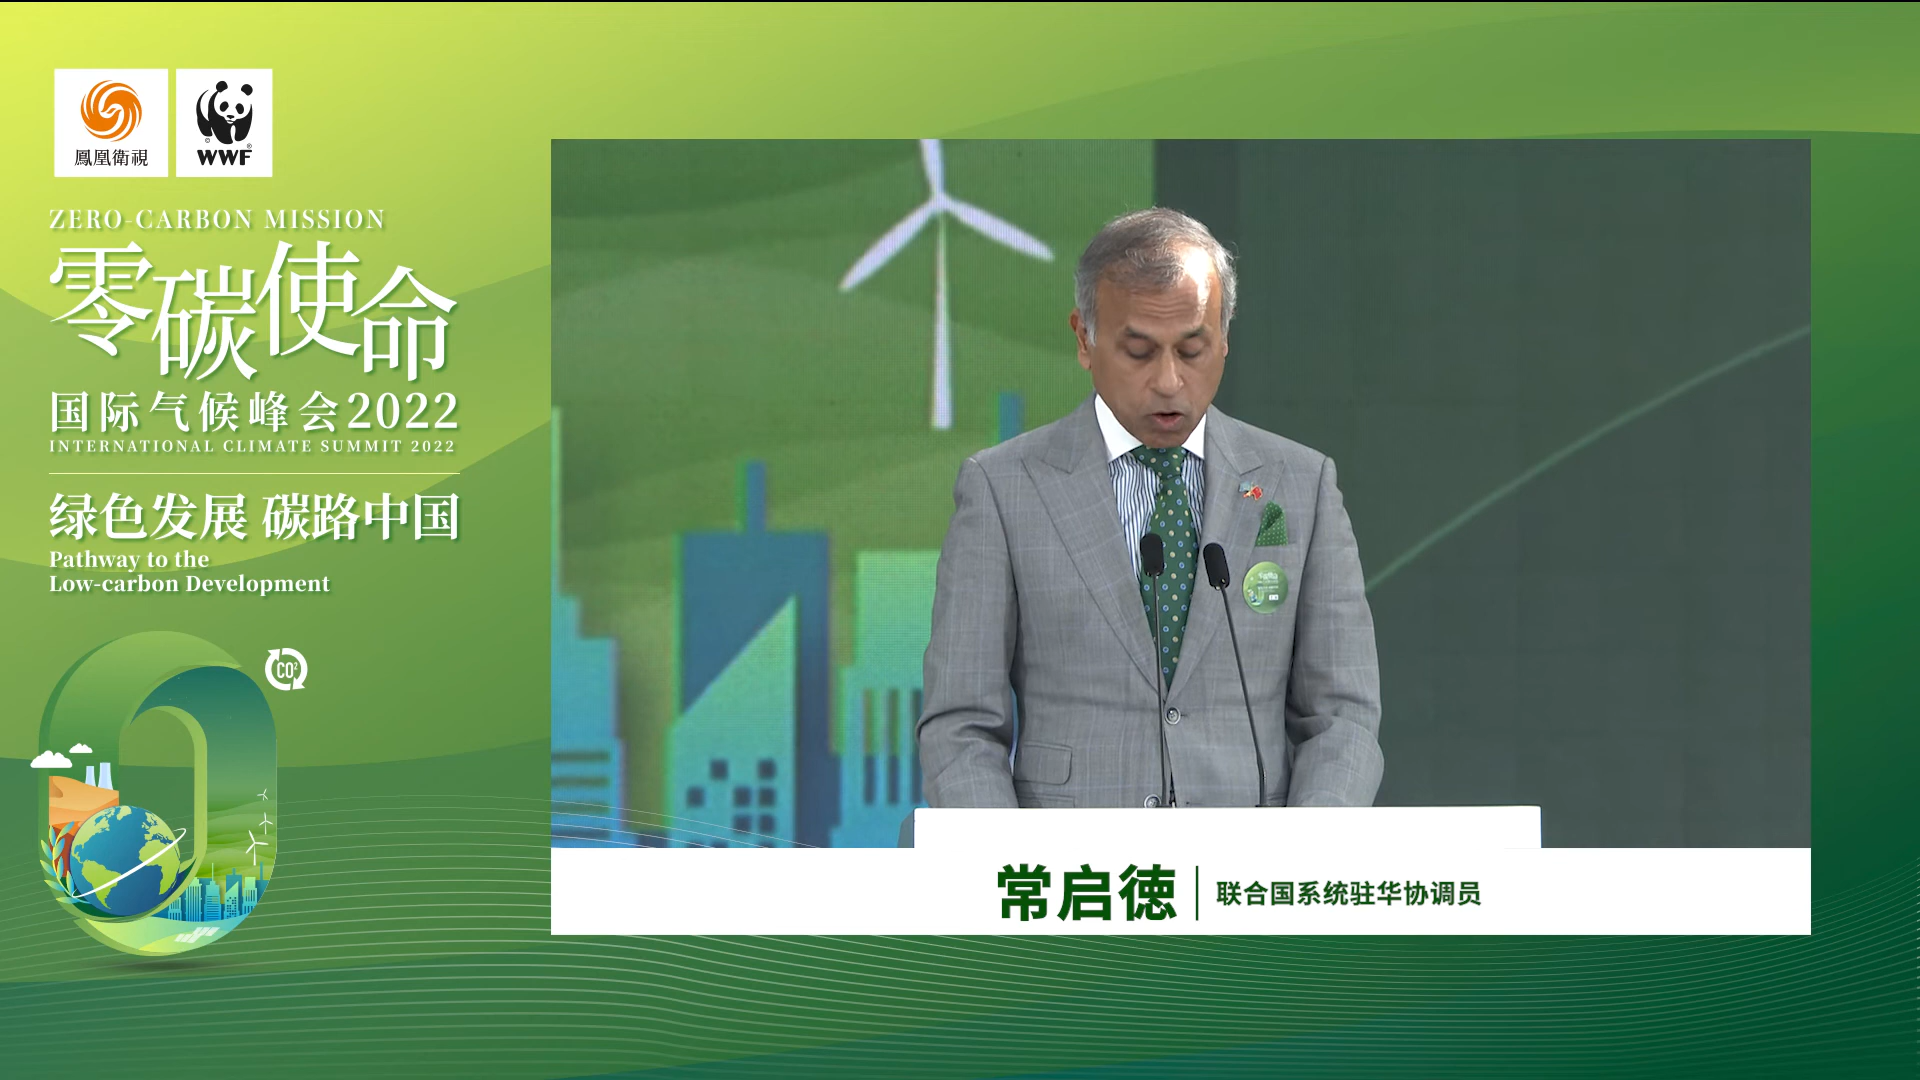 鳳凰衛視
WWF
ZERO-CARBON MISSION
零碳使命
国际气候峰会2022
INTERNATIONAL CLIMATE SUMMIT 2022
绿色发展 碳路中国
Pathway to the
Low-carbon Development
CO²
常启德
联合国系统驻华协调员